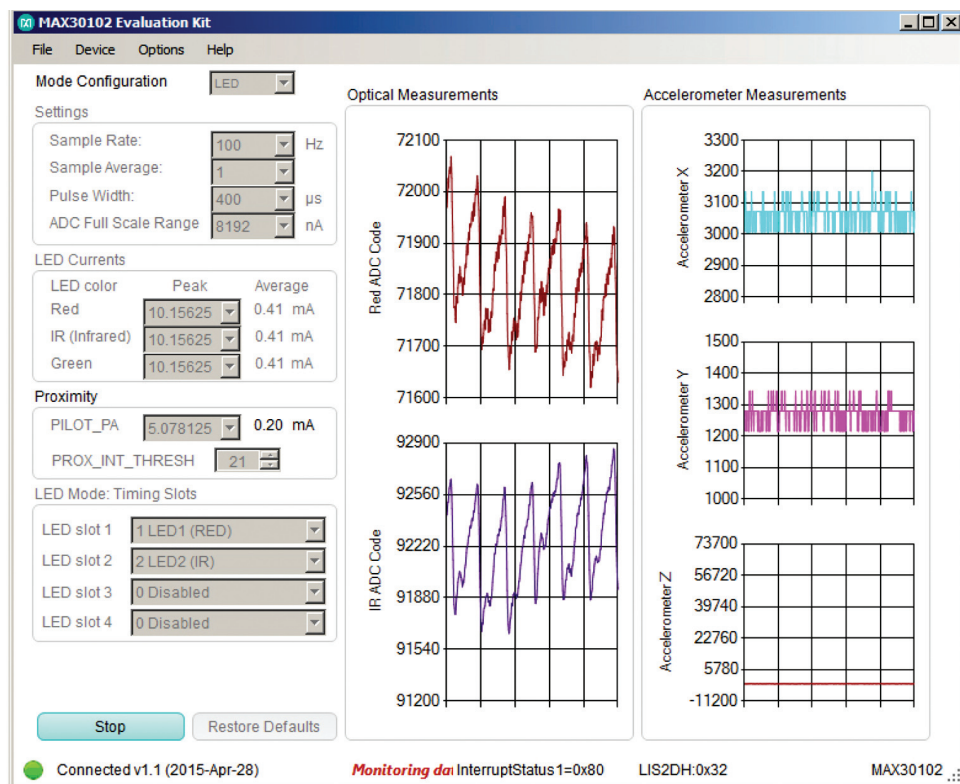 MAX30102 Evaluation Kit
File Device Options Help
Mode Configuration LED
Settings
Sample Rate: 100 Hz
Sample Average: 1
Pulse Width: 400 µs
ADC Full Scale Range 8192 nA
LED Currents
LED color Peak Average
Red 10.15625 0.41 mA
IR (Infrared) 10.15625 0.41 mA
Green 10.15625 0.41 mA
Proximity
PILOT_PA 5.078125 0.20 mA
PROX_INT_THRESH 21
LED Mode: Timing Slots
LED slot 1 1 LED1 (RED)
LED slot 2 2 LED2 (IR)
LED slot 3 0 Disabled
LED slot 4 0 Disabled
Stop Restore Defaults
Optical Measurements
Red ADC Code
72100
72000
71900
71800
71700
71600
IR ADC Code
92900
92560
92220
91880
91540
91200
Accelerometer Measurements
Accelerometer X
3300
3200
3100
3000
2900
2800
Accelerometer Y
1500
1400
1300
1200
1100
1000
Accelerometer Z
73700
56720
39740
22760
5780
-11200
Connected v1.1 (2015-Apr-28) Monitoring dat InterruptStatus1=0x80 LIS2DH:0x32 MAX30102